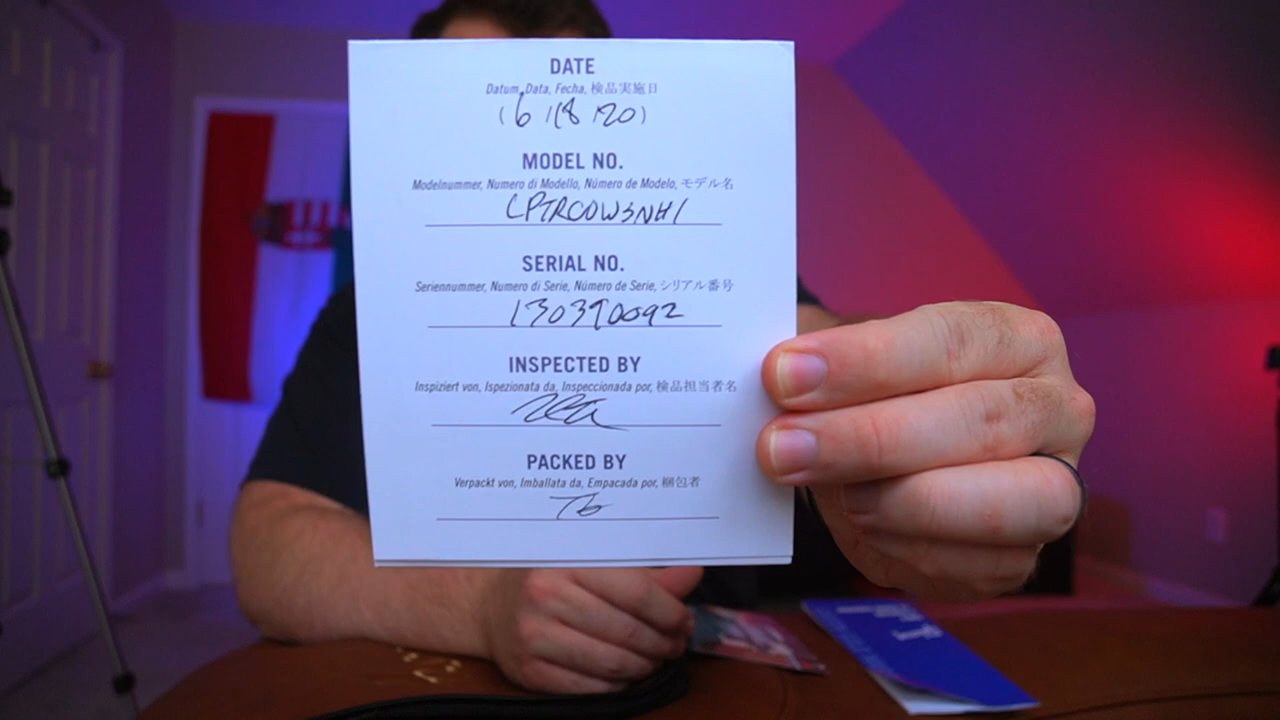 DATE
Datum, Data, Fecha, 検品実施日
(6/18/20)
MODEL NO.
Modelnummer, Numero di Modello, Número de Modelo, モデル名
LPTRCOW3NH1
SERIAL NO.
Seriennummer, Numero di Serie, Número de Serie, シリアル番号
130390092
INSPECTED BY
Inspiziert von, Ispezionata da, Inspeccionada por, 検品担当者名
PACKED BY
Verpackt von, Imballata da, Empacada por, 梱包者